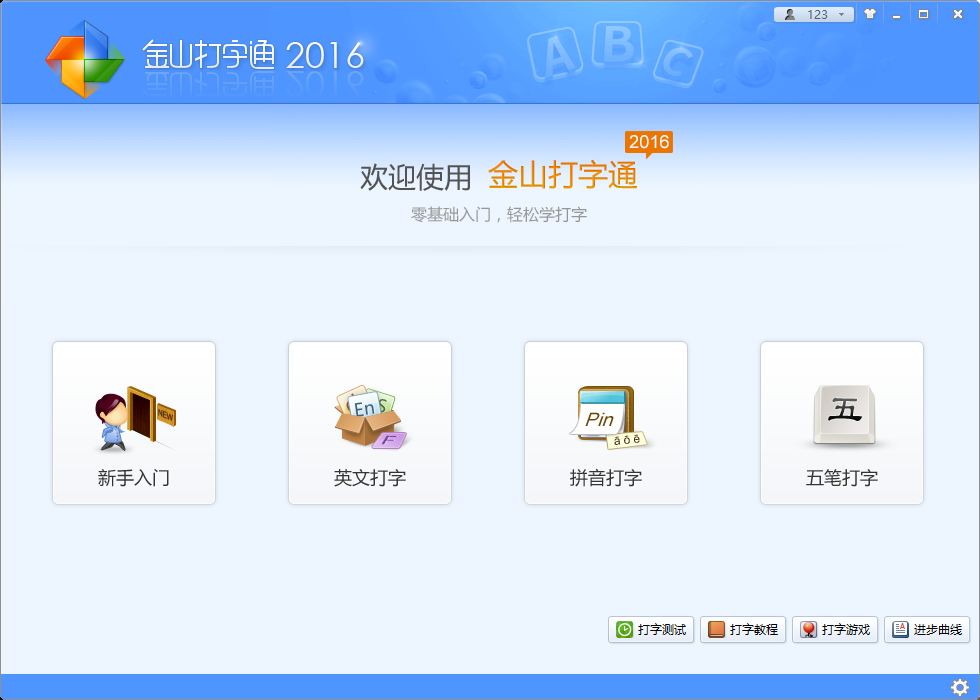 金山打字通 2016
A B C
123
2016
欢迎使用 金山打字通
零基础入门，轻松学打字
NEW
En S
F
Pin
ā ǒ ê
五
新手入门
英文打字
拼音打字
五笔打字
打字测试
打字教程
打字游戏
进步曲线